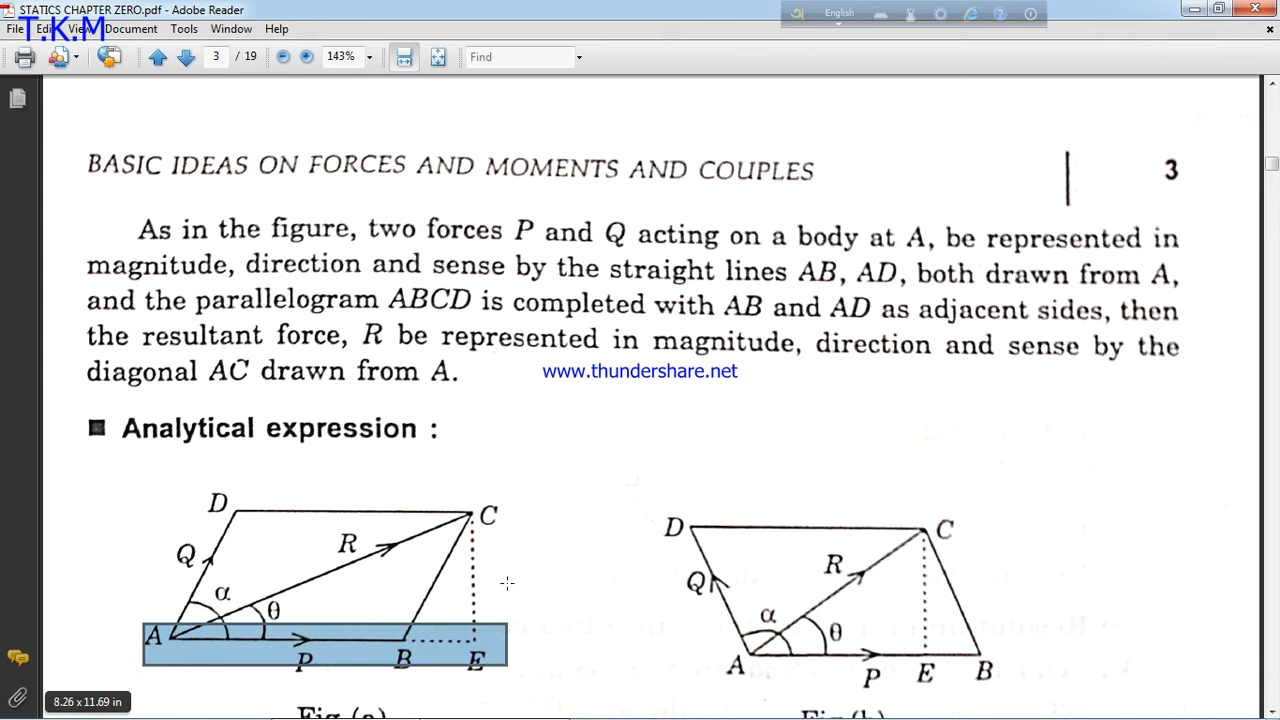 STATICS CHAPTER ZERO.pdf - Adobe Reader
English
File Edit View Document Tools Window Help
T.K.M
3 / 19 143% Find
BASIC IDEAS ON FORCES AND MOMENTS AND COUPLES 3
As in the figure, two forces P and Q acting on a body at A, be represented in
magnitude, direction and sense by the straight lines AB, AD, both drawn from A,
and the parallelogram ABCD is completed with AB and AD as adjacent sides, then
the resultant force, R be represented in magnitude, direction and sense by the
diagonal AC drawn from A.
www.thundershare.net
Analytical expression :
D C
R
Q
α
θ
A P B E
D C
R
Q
α
θ
A P E B
8.26 x 11.69 in
Fig.(a) Fig.(b)